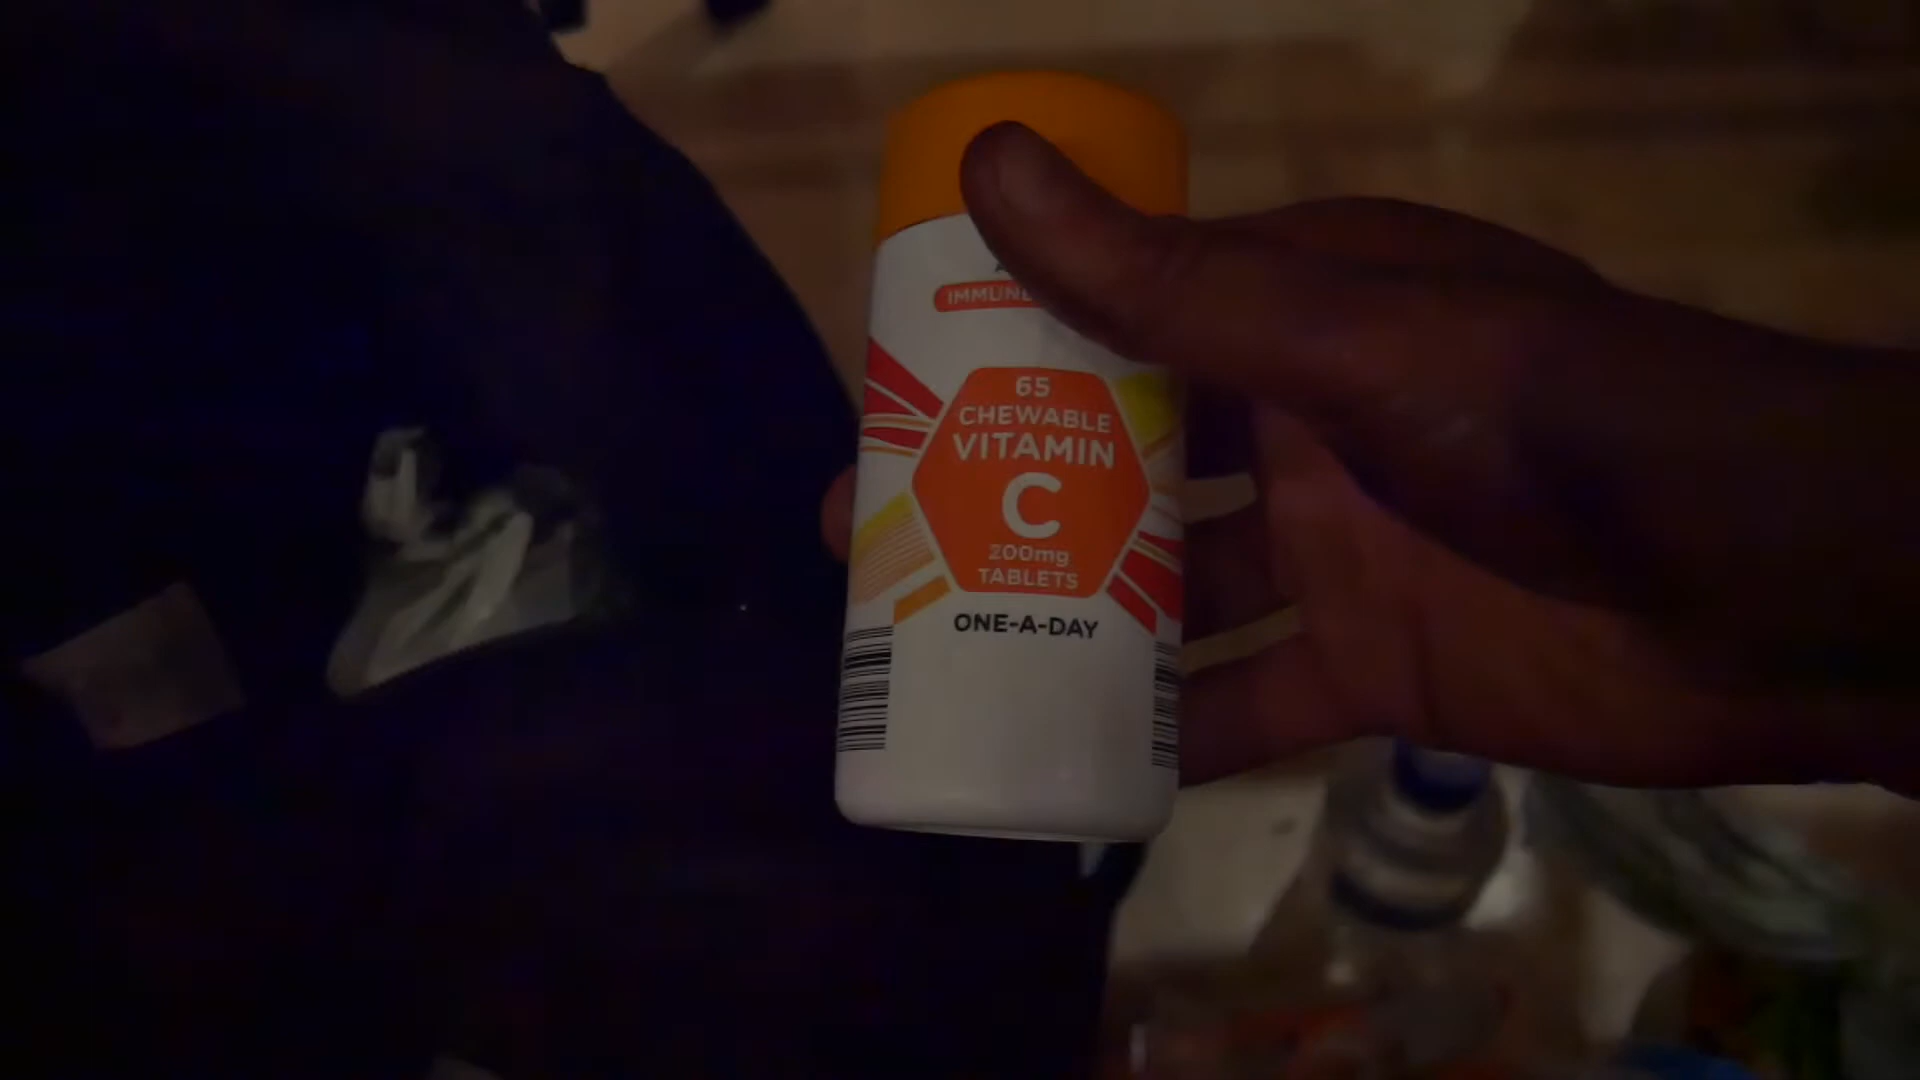 IMMUNE
65
CHEWABLE
VITAMIN
C
200mg
TABLETS
ONE-A-DAY